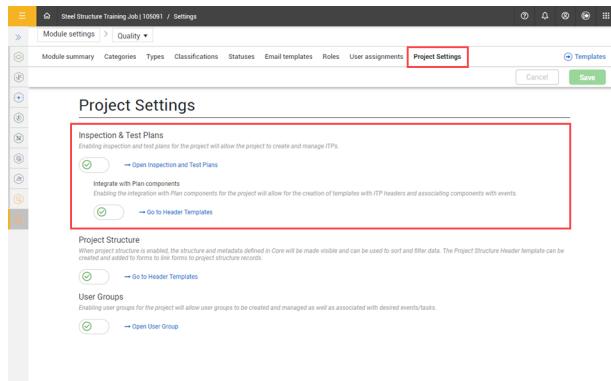 Steel Structure Training Job | 105091 / Settings
Module settings > Quality
Module summary Categories Types Classifications Statuses Email templates Roles User assignments Project Settings Templates
Cancel Save
Project Settings
Inspection & Test Plans
Enabling inspection and test plans for the project will allow the project to create and manage ITPs.
→ Open Inspection and Test Plans
Integrate with Plan components
Enabling the integration with Plan components for the project will allow for the creation of templates with ITP headers and associating components with events.
→ Go to Header Templates
Project Structure
When project structure is enabled, the structure and metadata defined in Core will be made visible and can be used to sort and filter data. The Project Structure Header template can be
created and added to forms to link forms to project structure records.
→ Go to Header Templates
User Groups
Enabling user groups for the project will allow user groups to be created and managed as well as associated with desired events/tasks.
→ Open User Group